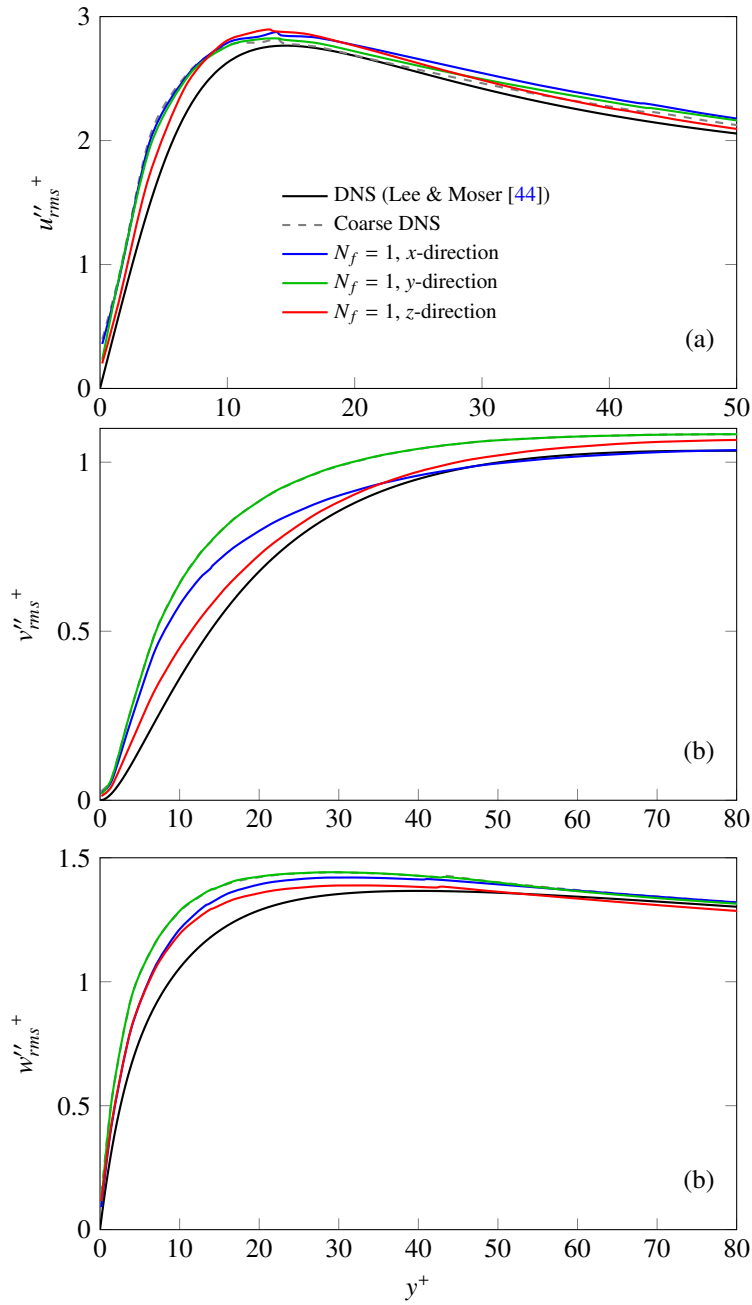 3
2
1
0
u″rms+
DNS (Lee & Moser [44])
Coarse DNS
Nf = 1, x-direction
Nf = 1, y-direction
Nf = 1, z-direction
(a)
0 10 20 30 40 50
1
0.5
0
v″rms+
(b)
0 10 20 30 40 50 60 70 80
1.5
1
0.5
0
w″rms+
(b)
0 10 20 30 40 50 60 70 80
y+